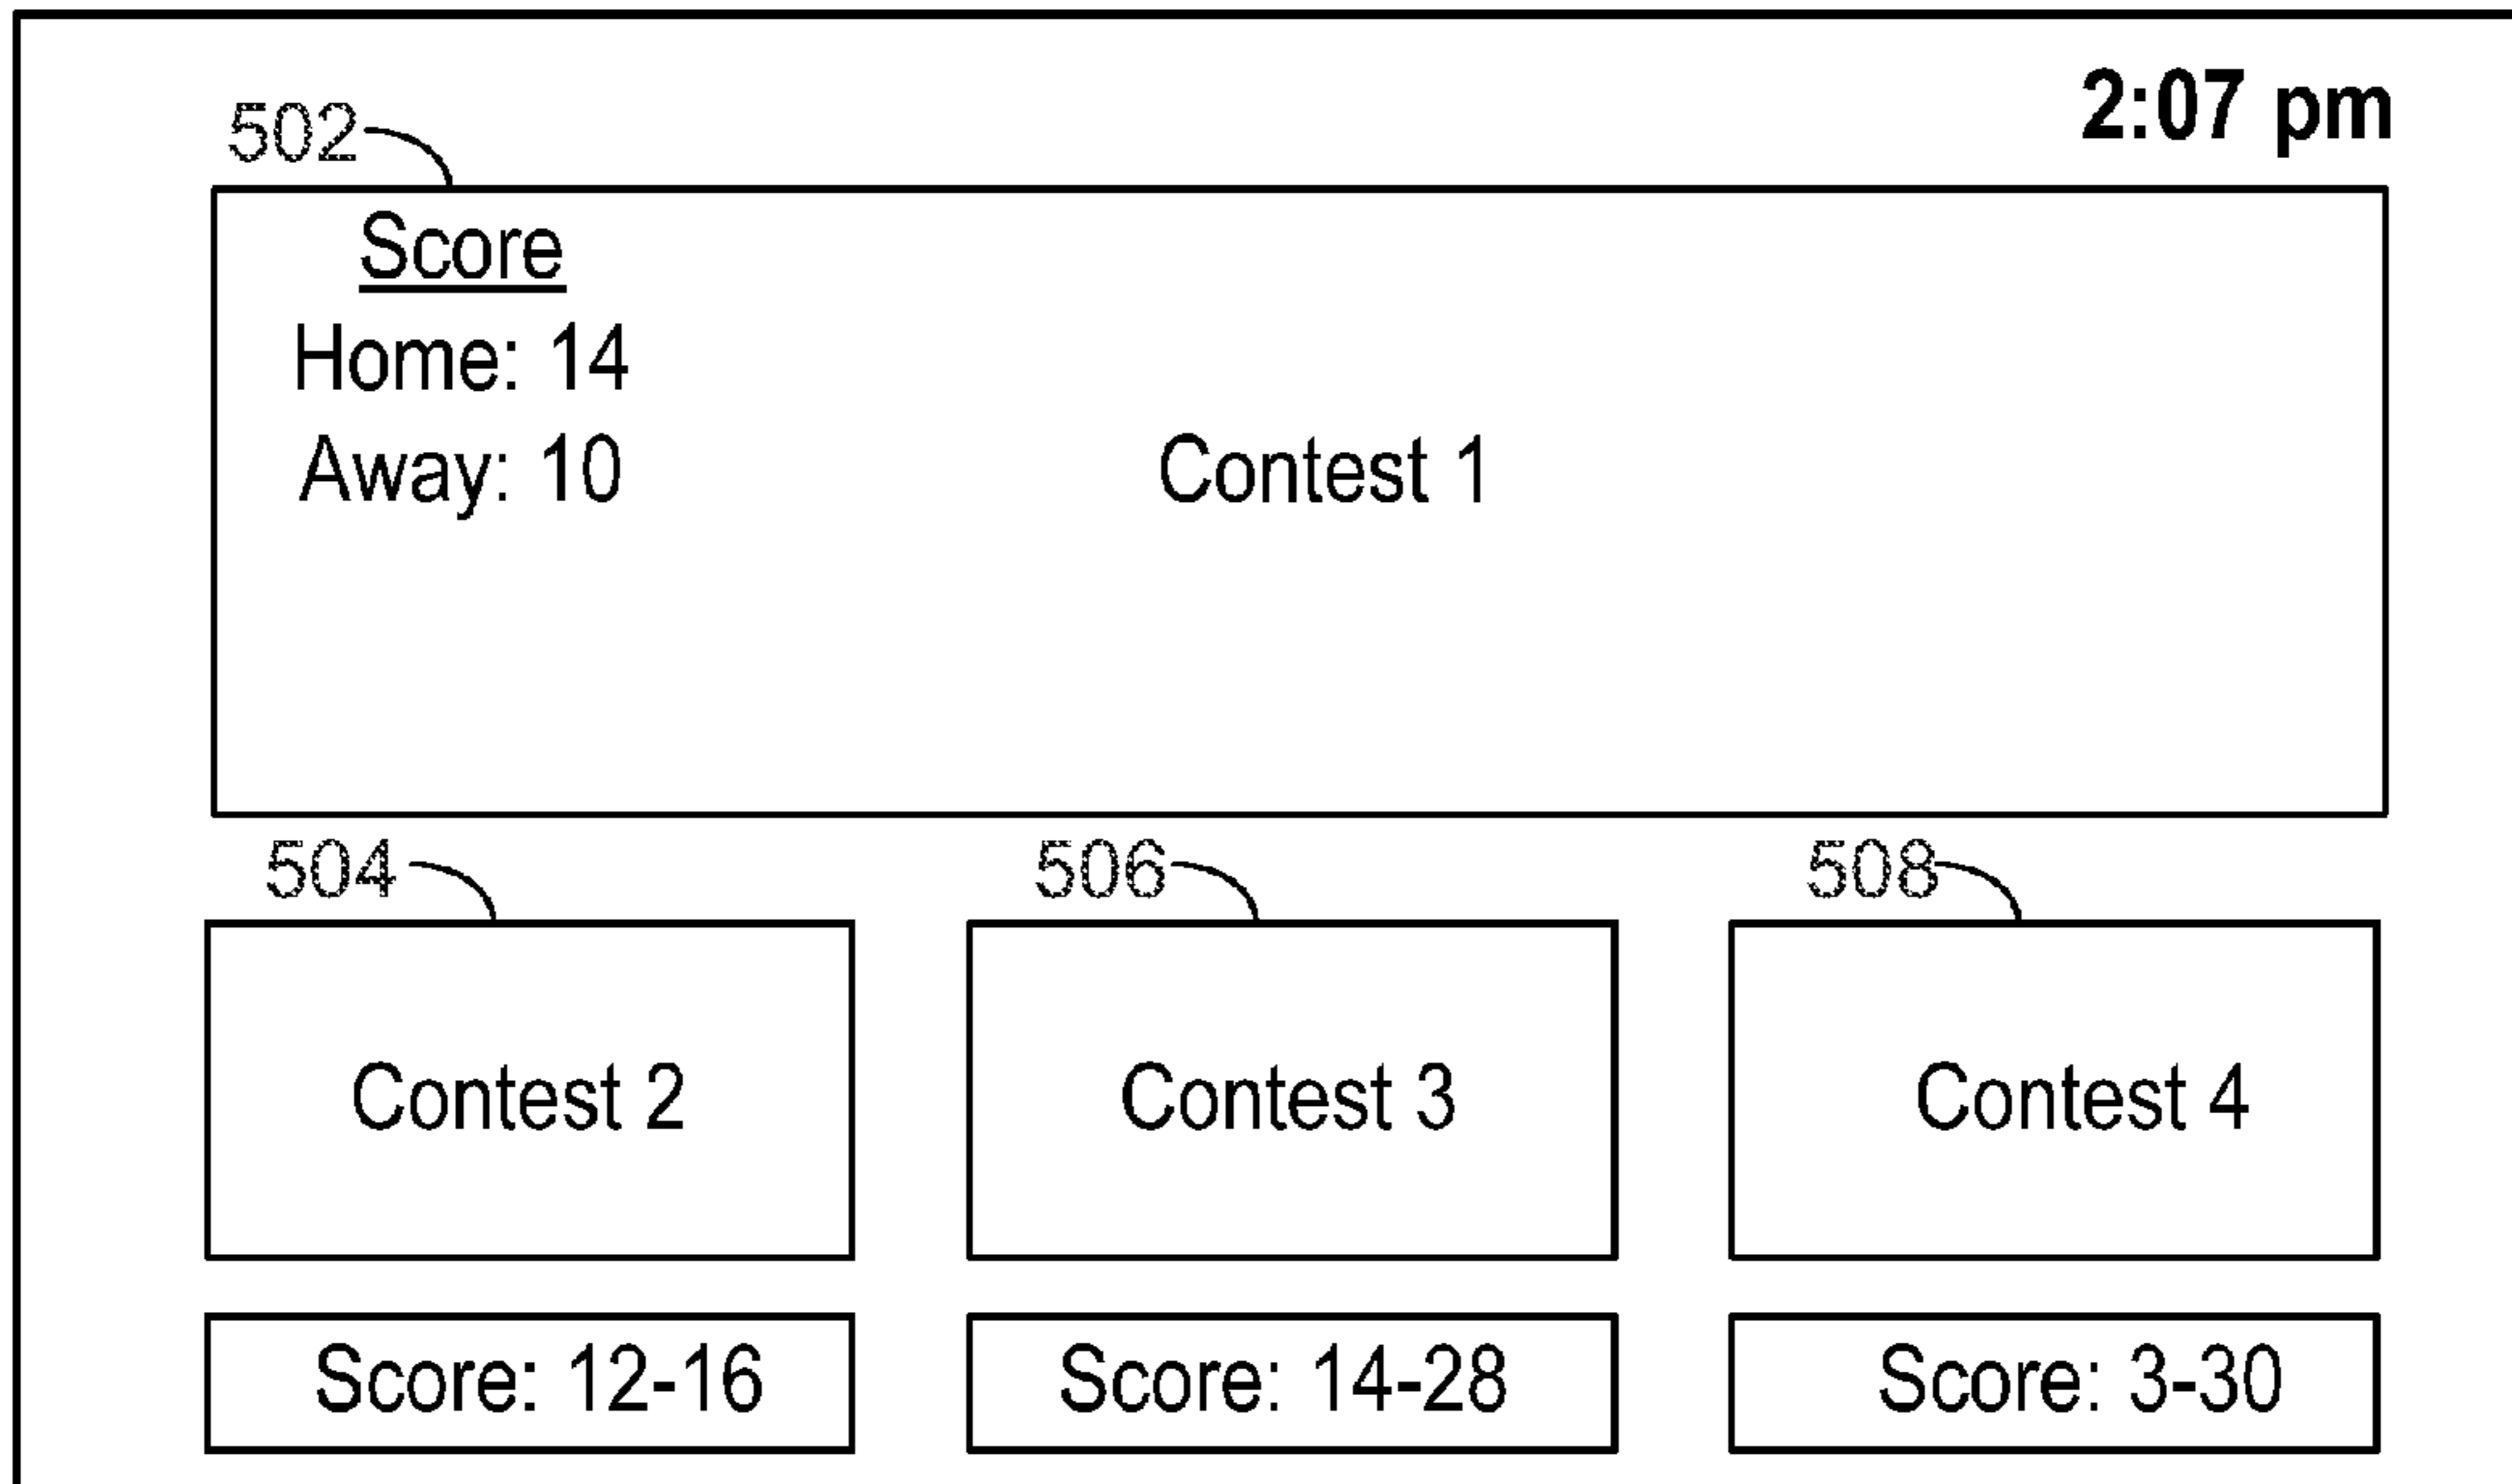 2:07 pm
502
Score
Home: 14
Away: 10
Contest 1
504
506
508
Contest 2
Contest 3
Contest 4
Score: 12-16
Score: 14-28
Score: 3-30